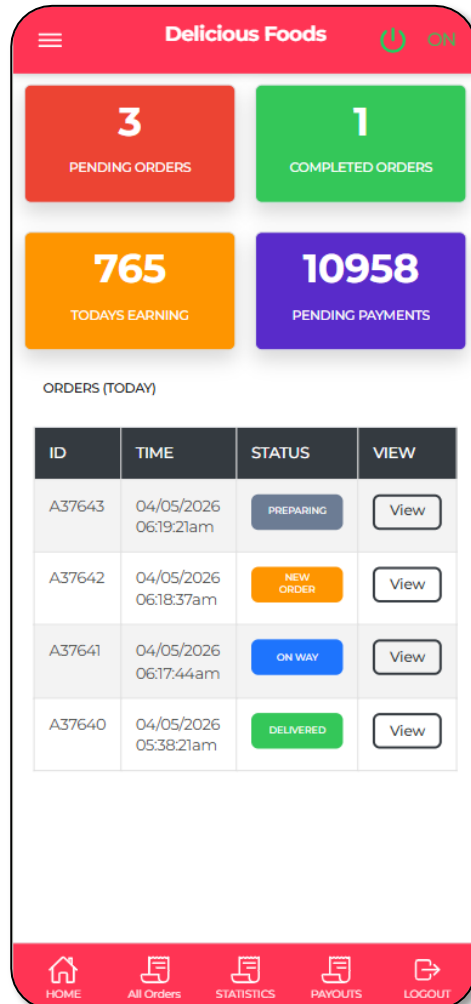 Delicious Foods
ON
3
PENDING ORDERS
1
COMPLETED ORDERS
765
TODAYS EARNING
10958
PENDING PAYMENTS
ORDERS (TODAY)
ID TIME STATUS VIEW
A37643 04/05/2026 06:19:21am PREPARING View
A37642 04/05/2026 06:18:37am NEW ORDER View
A37641 04/05/2026 06:17:44am ON WAY View
A37640 04/05/2026 05:38:21am DELIVERED View
HOME All Orders STATISTICS PAYOUTS LOGOUT